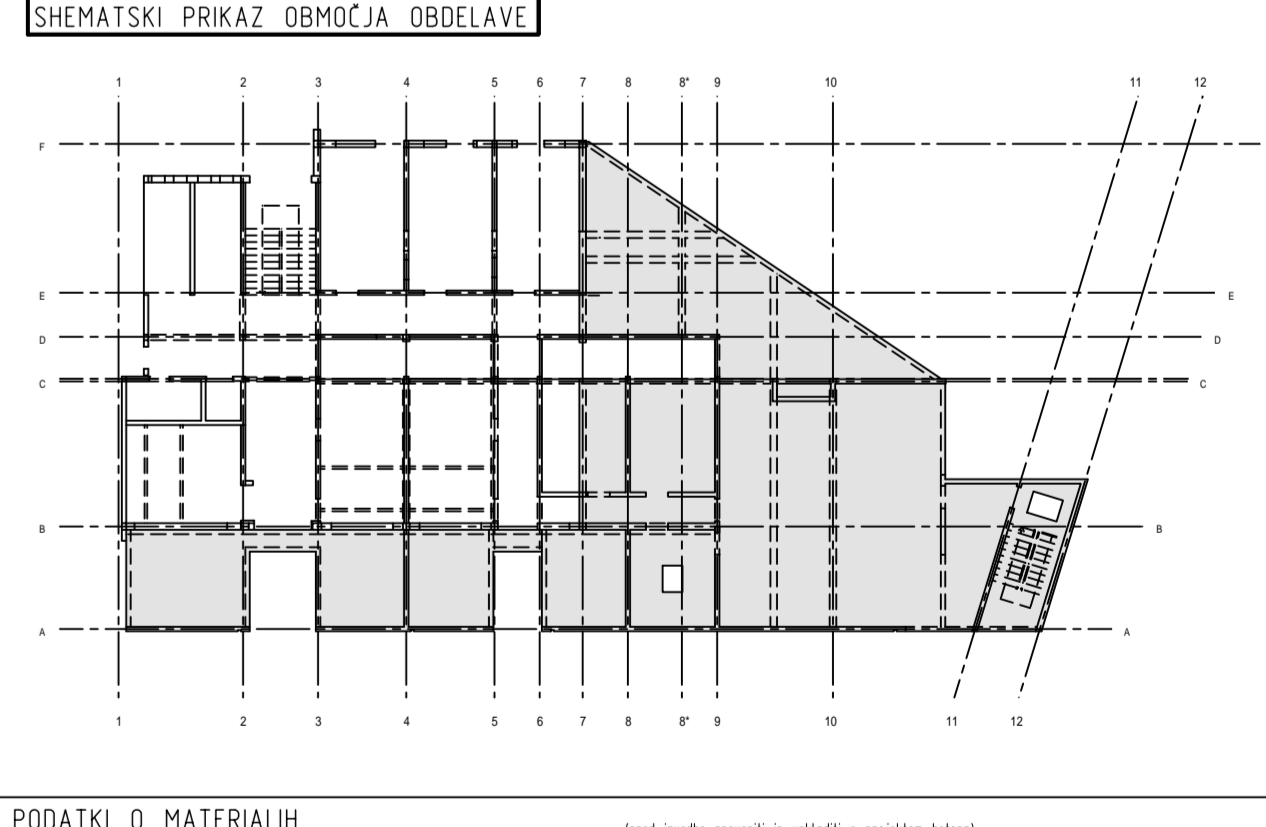 SHEMATSKI PRIKAZ OBMOČJA OBDELAVE
1 2 3 4 5 6 7 8 8* 9 10 11 12
F
E E
D D
C C
B B
A A
1 2 3 4 5 6 7 8 8* 9 10 11 12
PODATKI O MATERIALIH